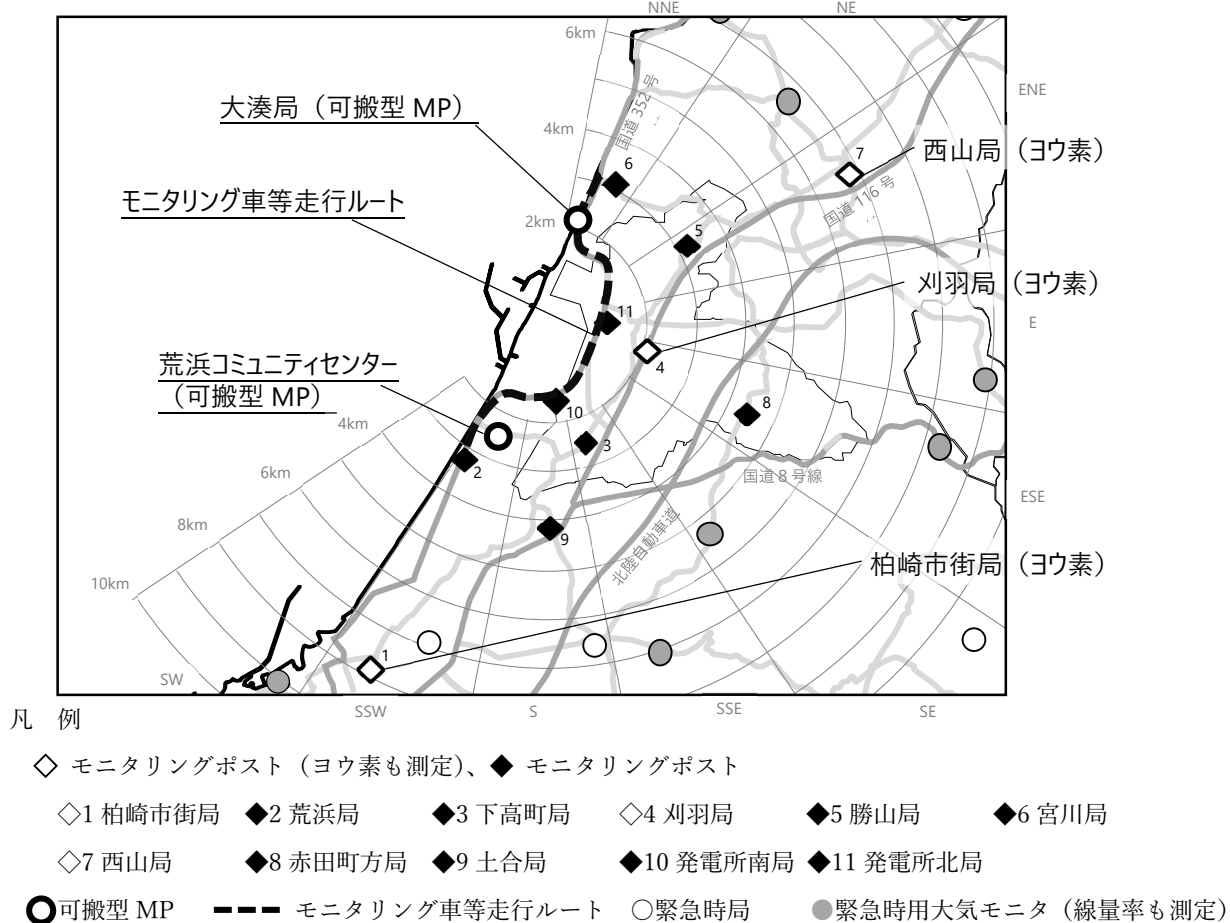 NNE
NE
6km
ENE
大湊局（可搬型 MP）
国道 352 号
4km
西山局（ヨウ素）
7
6
モニタリング車等走行ルート
国道 116 号
2km
5
刈羽局（ヨウ素）
11
E
荒浜コミュニティセンター
（可搬型 MP）
4
8
10
4km
3
2
6km
国道 8 号線
ESE
8km
9
北陸自動車道
柏崎市街局（ヨウ素）
10km
1
SW
SSW
S
SSE
SE
凡 例
◇ モニタリングポスト（ヨウ素も測定）、◆ モニタリングポスト
◇1 柏崎市街局 ◆2 荒浜局 ◆3 下高町局 ◇4 刈羽局 ◆5 勝山局 ◆6 宮川局
◇7 西山局 ◆8 赤田町方局 ◆9 土合局 ◆10 発電所南局 ◆11 発電所北局
○可搬型 MP モニタリング車等走行ルート ○緊急時局 ●緊急時用大気モニタ（線量率も測定）